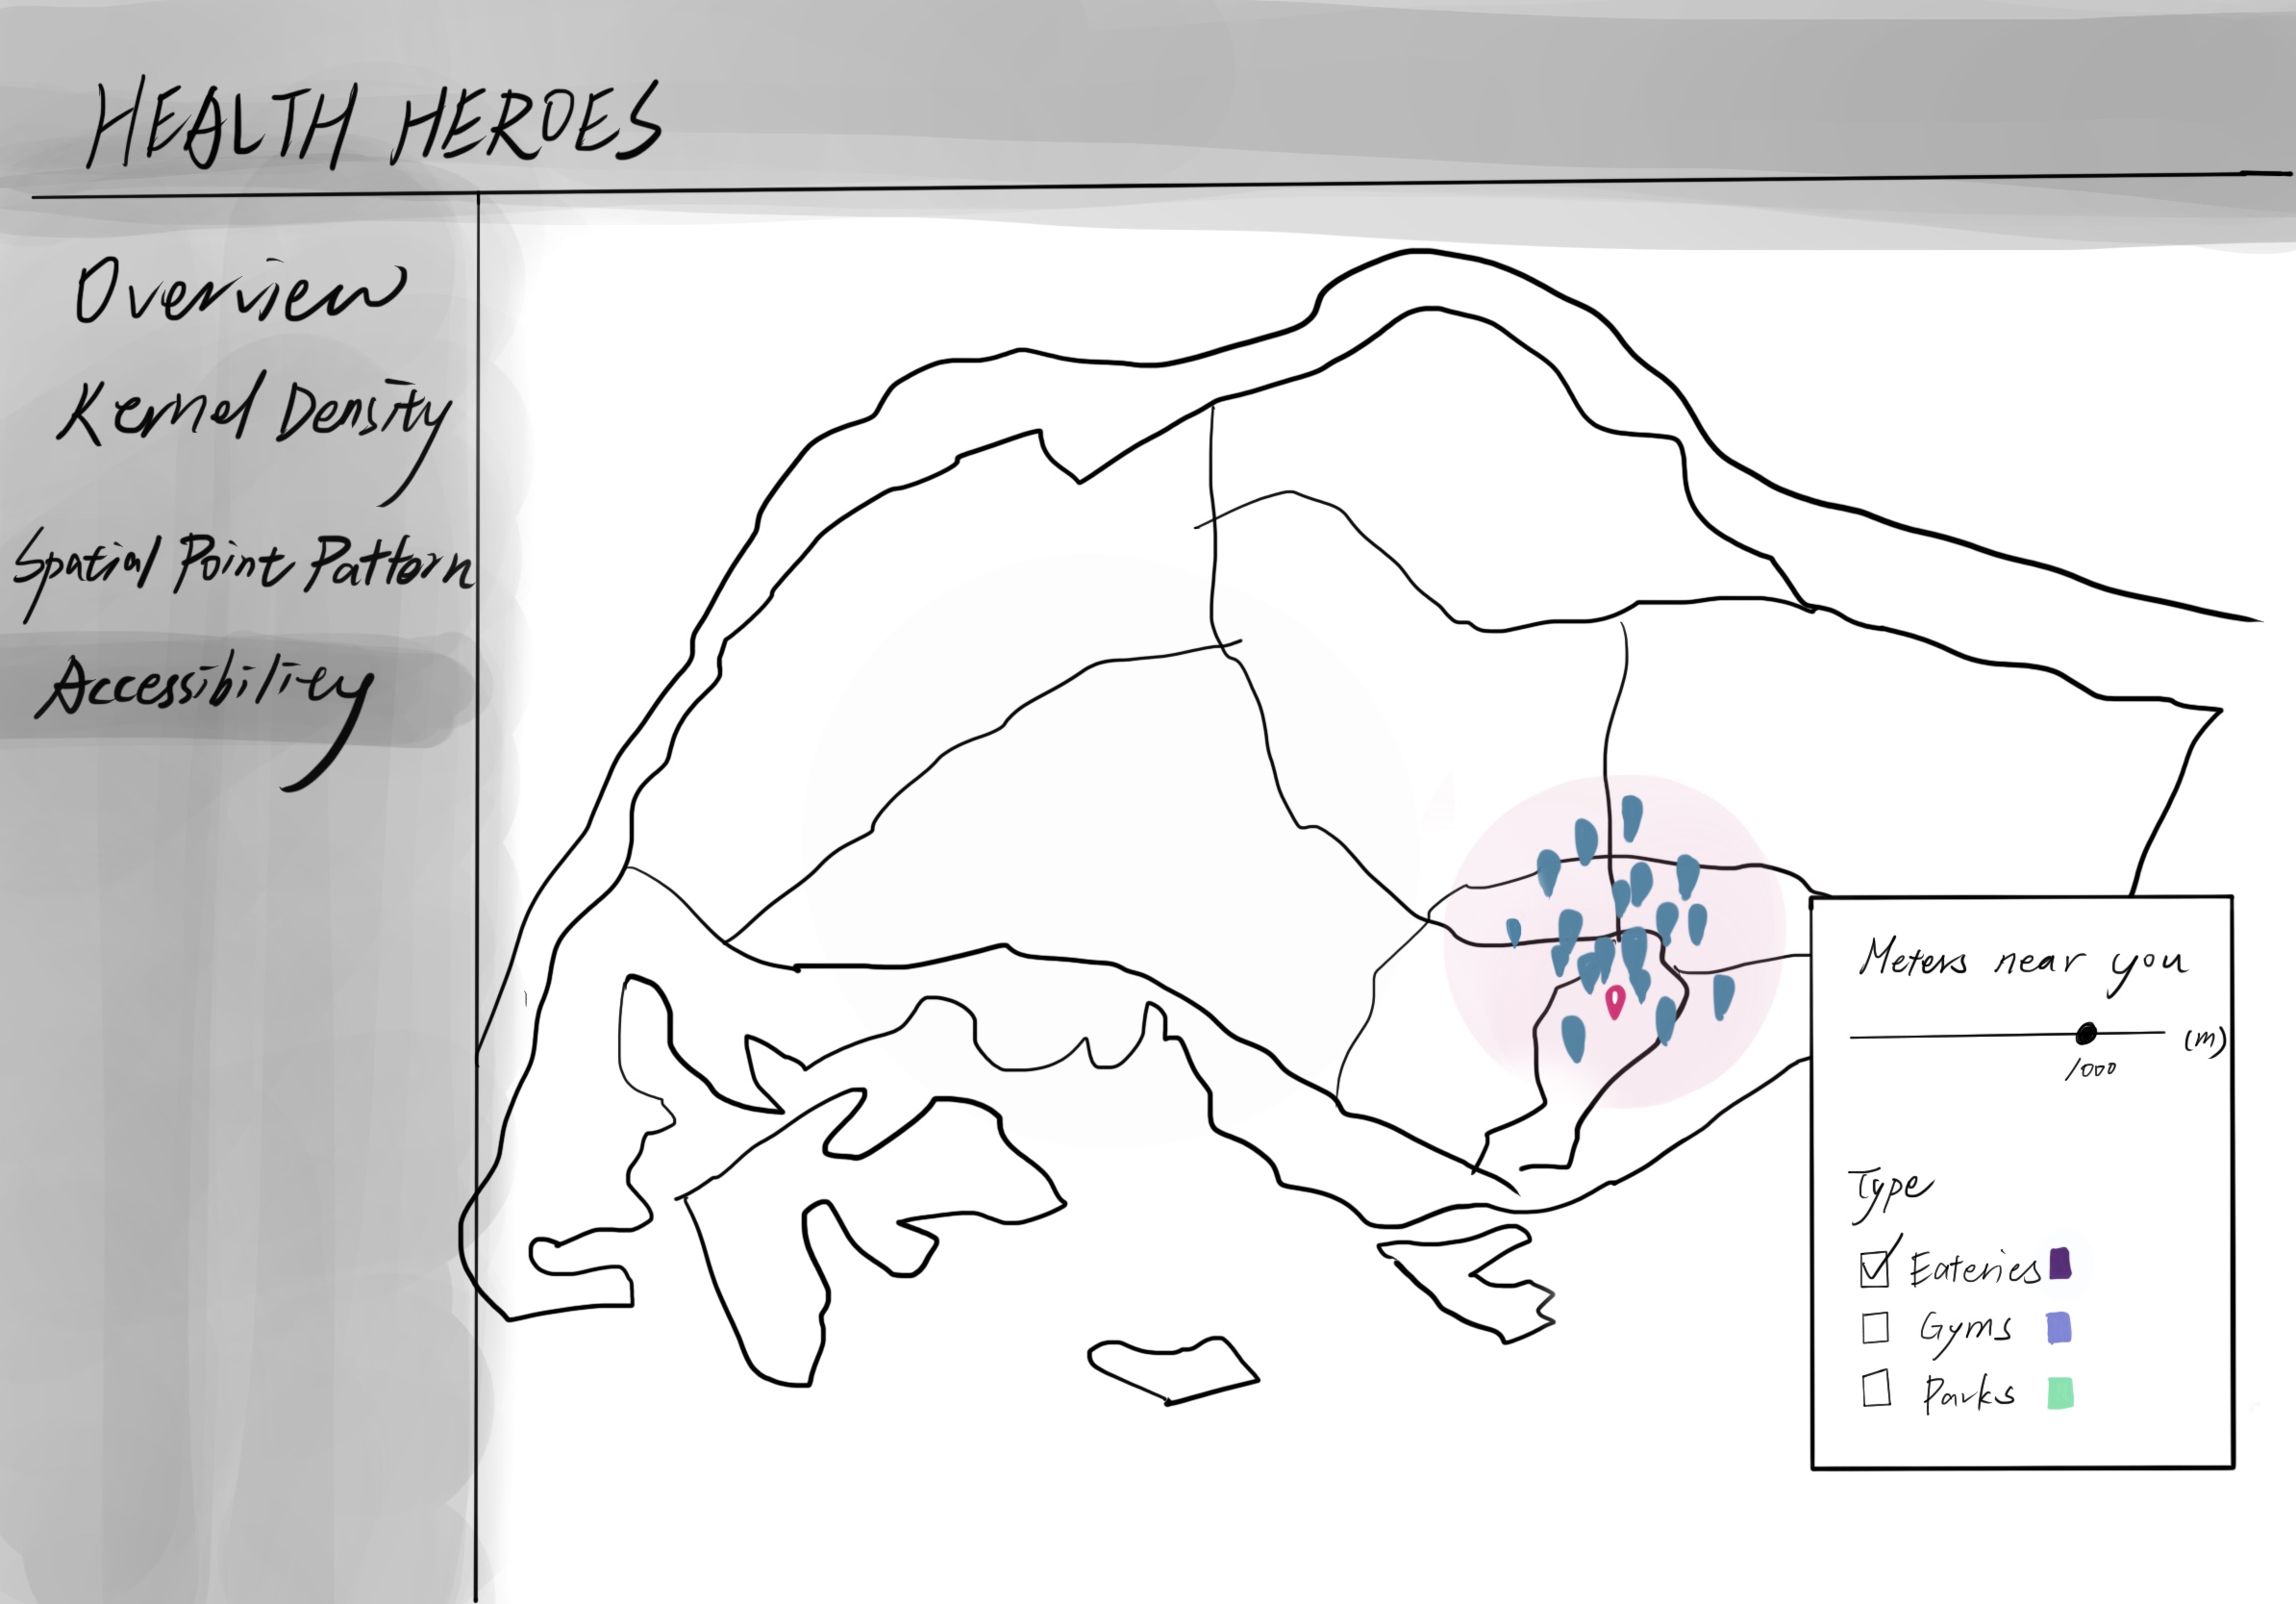 HEALTH HEROES
Overview
Kernel Density
Spatial Point Pattern
Accessibility
Meters near you
(m)
1000
Type
Eateries
Gyms
Parks